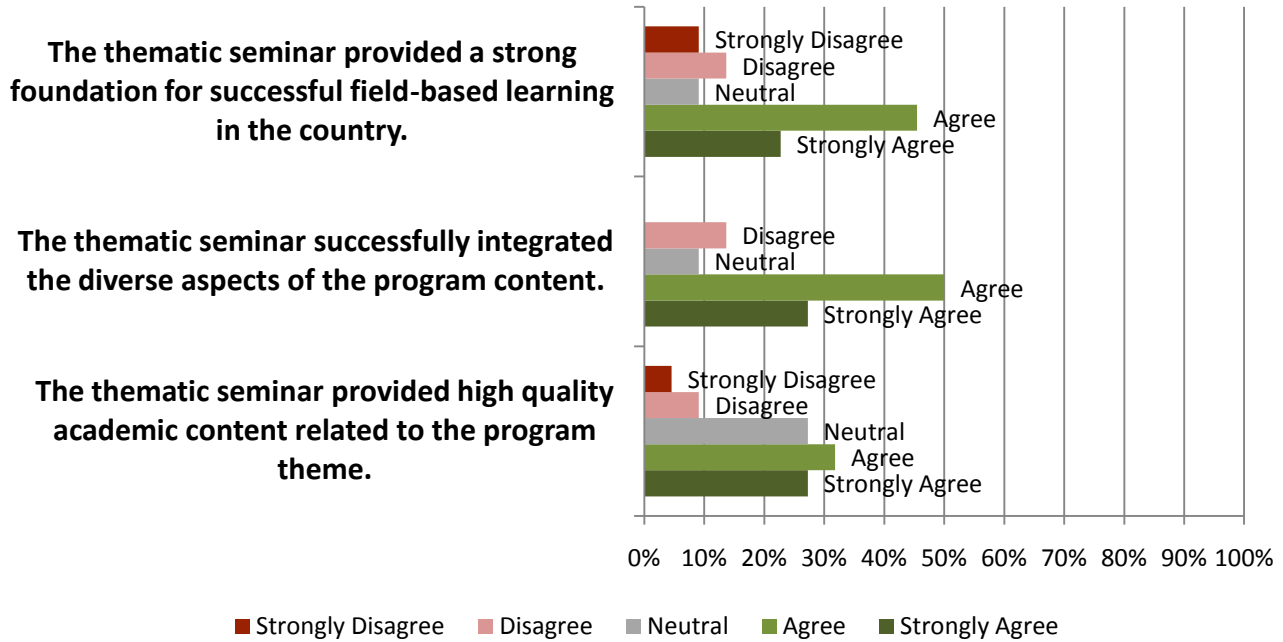 The thematic seminar provided a strong
foundation for successful field-based learning
in the country.
Strongly Disagree
Disagree
Neutral
Agree
Strongly Agree
The thematic seminar successfully integrated
the diverse aspects of the program content.
Disagree
Neutral
Agree
Strongly Agree
The thematic seminar provided high quality
academic content related to the program
theme.
Strongly Disagree
Disagree
Neutral
Agree
Strongly Agree
0% 10% 20% 30% 40% 50% 60% 70% 80% 90% 100%
Strongly Disagree Disagree Neutral Agree Strongly Agree